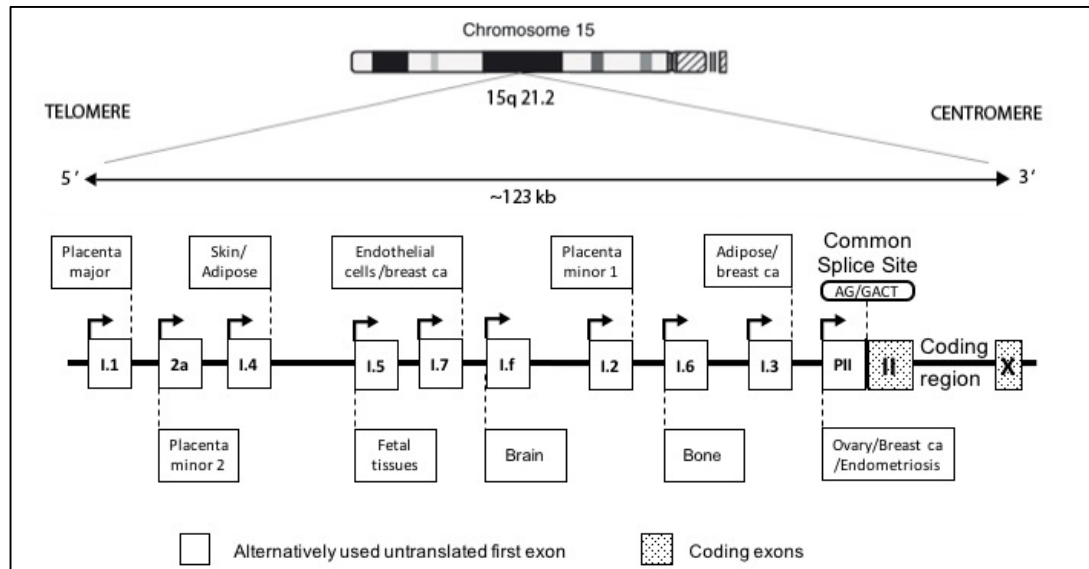 Chromosome 15
15q 21.2
TELOMERE
CENTROMERE
5 ’
3 ’
~123 kb
Placenta
major
Skin/
Adipose
Endothelial
cells /breast ca
Placenta
minor 1
Adipose/
breast ca
Common
Splice Site
AG/GACT
I.1
2a
I.4
I.5
I.7
I.f
I.2
I.6
I.3
PII
II
Coding
region
X
Placenta
minor 2
Fetal
tissues
Brain
Bone
Ovary/Breast ca
/Endometriosis
Alternatively used untranslated first exon
Coding exons